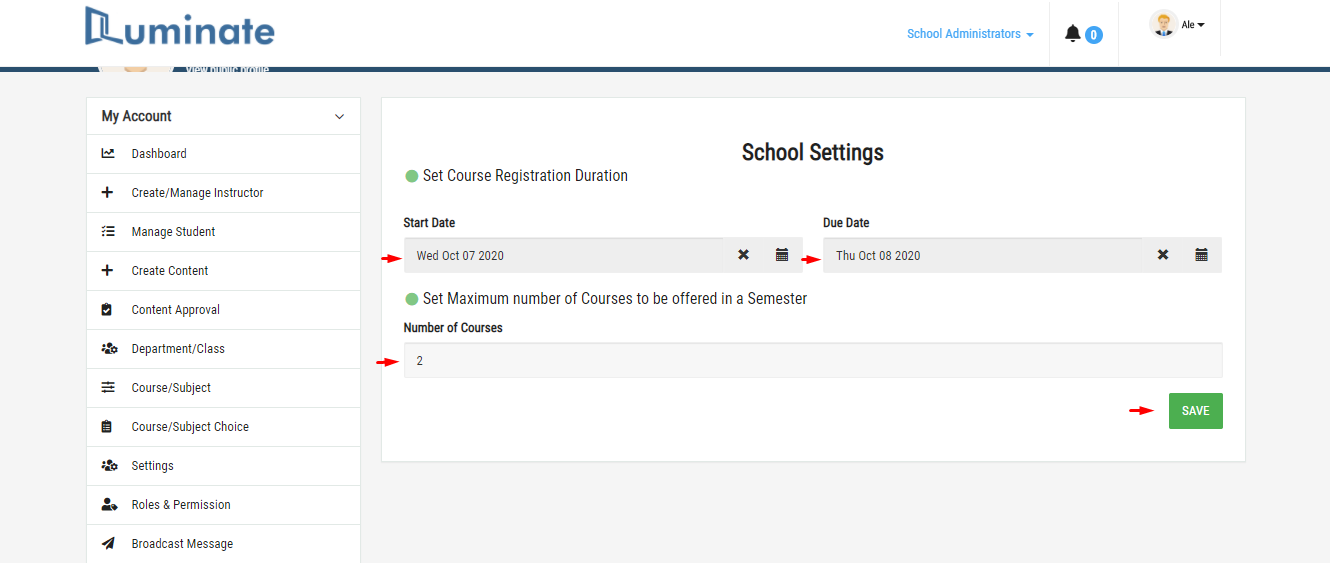 Luminate
School Administrators
0
Ale
View public profile
My Account
Dashboard
Create/Manage Instructor
Manage Student
Create Content
Content Approval
Department/Class
Course/Subject
Course/Subject Choice
Settings
Roles & Permission
Broadcast Message
School Settings
Set Course Registration Duration
Start Date
Due Date
Wed Oct 07 2020
Thu Oct 08 2020
Set Maximum number of Courses to be offered in a Semester
Number of Courses
2
SAVE